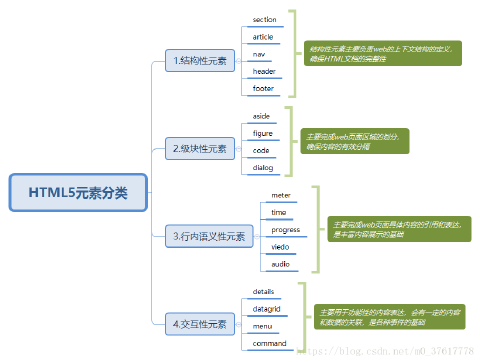 HTML5元素分类
1.结构性元素
section
article
nav
header
footer
结构性元素主要负责web的上下文结构的定义,
确保HTML文档的完整性
2.级块性元素
aside
figure
code
dialog
主要完成web页面区域的划分,
确保内容的有效分隔
3.行内语义性元素
meter
time
progress
viedo
audio
主要完成web页面具体内容的引用和表达,
是丰富内容展示的基础
4.交互性元素
details
datagrid
menu
command
主要用于功能性的内容表达, 会有一定的内容
和数据的关联, 是各种事件的基础
https://blog.csdn.net/m0_37617778